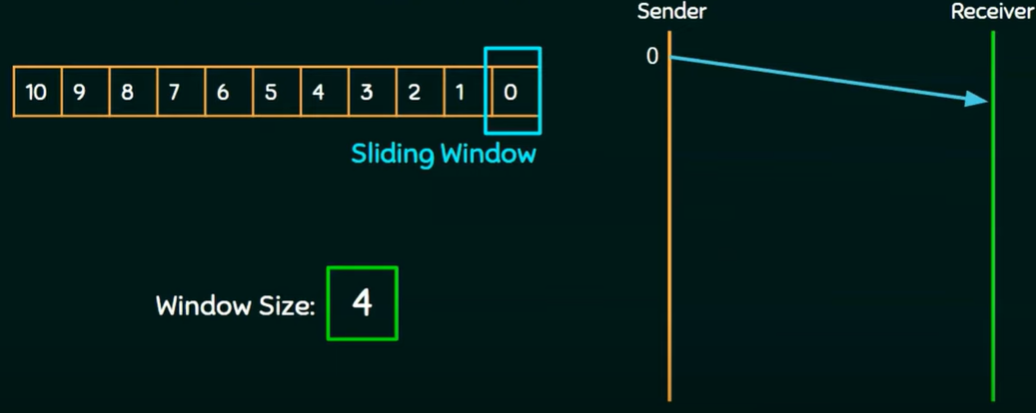 Sender
Receiver
0
10 9 8 7 6 5 4 3 2 1 0
Sliding Window
Window Size: 4